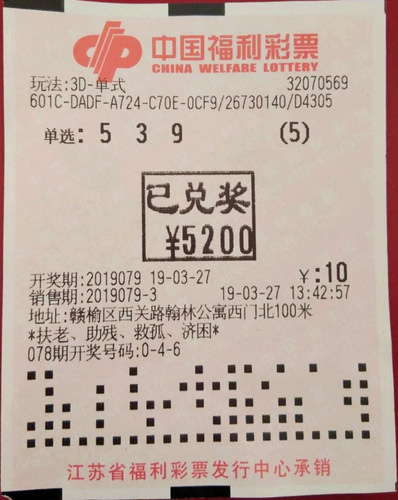 中国福利彩票
CHINA WELFARE LOTTERY
玩法:3D-单式 32070569
601C-DADF-A724-C70E-0CF9/26730140/D4305
单选: 5 3 9 (5)
已兑奖
¥5200
开奖期:2019079 19-03-27 ¥:10
销售期:2019079-3 19-03-27 13:42:57
地址:赣榆区西关路翰林公寓西门北100米
*扶老、助残、救孤、济困*
078期开奖号码:0-4-6
江苏省福利彩票发行中心承销